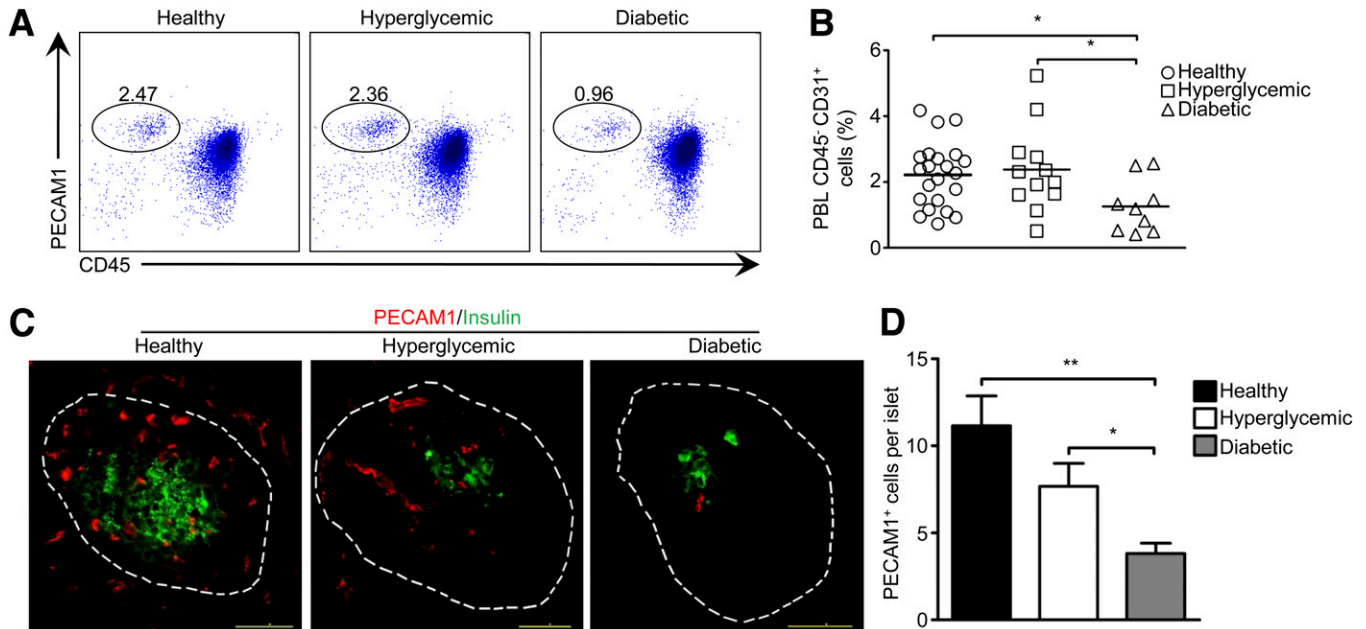 A
Healthy
Hyperglycemic
Diabetic
2.47
2.36
0.96
PECAM1
CD45
B
PBL CD45- CD31+
cells (%)
6
4
2
0
*
*
Healthy
Hyperglycemic
Diabetic
C
PECAM1/Insulin
Healthy
Hyperglycemic
Diabetic
D
PECAM1+ cells per islet
15
10
5
0
**
*
Healthy
Hyperglycemic
Diabetic